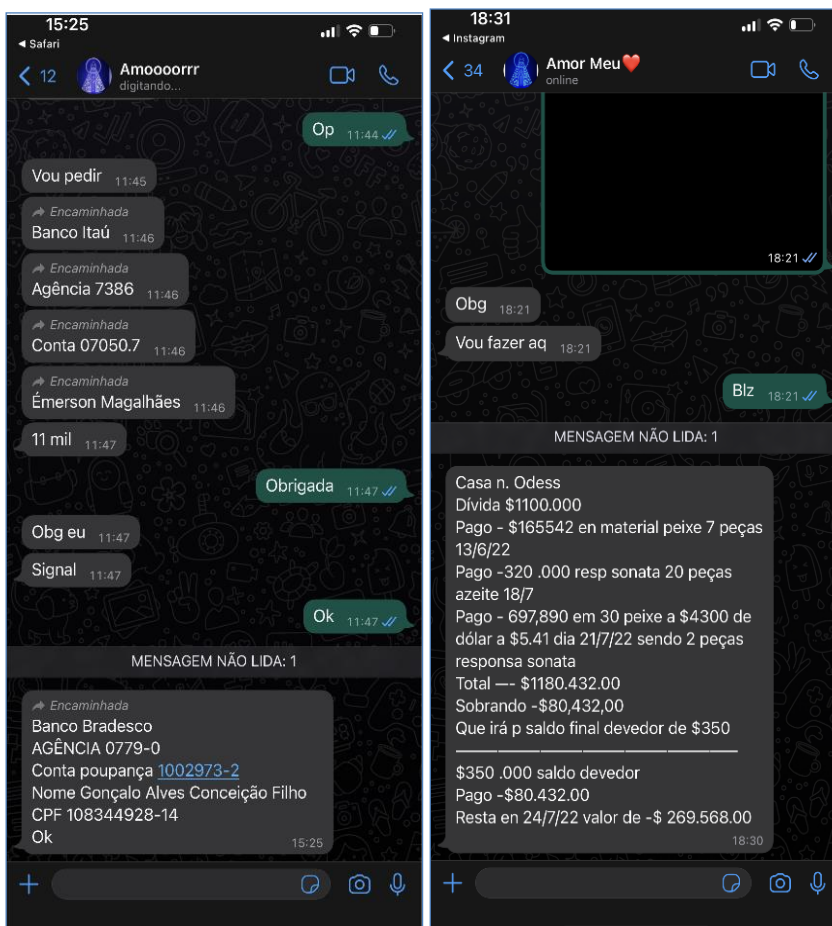 15:25
Safari
12
Amoooorrr
digitando...
Op 11:44
Vou pedir 11:45
Encaminhada
Banco Itaú 11:46
Encaminhada
Agência 7386 11:46
Encaminhada
Conta 07050.7 11:46
Encaminhada
Émerson Magalhães 11:46
11 mil 11:47
Obrigada 11:47
Obg eu 11:47
Signal 11:47
Ok 11:47
MENSAGEM NÃO LIDA: 1
Encaminhada
Banco Bradesco
AGÊNCIA 0779-0
Conta poupança 1002973-2
Nome Gonçalo Alves Conceição Filho
CPF 108344928-14
Ok
15:25
18:31
Instagram
34
Amor Meu❤️
online
18:21
Obg 18:21
Vou fazer aq 18:21
Blz 18:21
MENSAGEM NÃO LIDA: 1
Casa n. Odess
Dívida $1100.000
Pago - $165542 en material peixe 7 peças
13/6/22
Pago -320 .000 resp sonata 20 peças
azeite 18/7
Pago - 697,890 em 30 peixe a $4300 de
dólar a $5.41 dia 21/7/22 sendo 2 peças
responsa sonata
Total —- $1180.432.00
Sobrando -$80,432,00
Que irá p saldo final devedor de $350
$350 .000 saldo devedor
Pago -$80.432.00
Resta en 24/7/22 valor de -$ 269.568.00
18:30